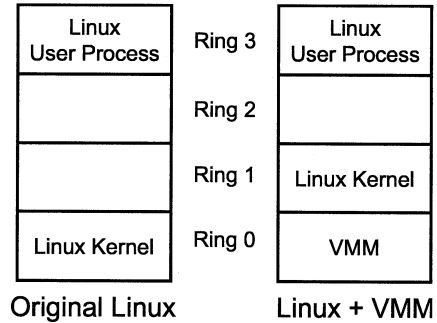 Linux
User Process
Linux Kernel
Original Linux
Ring 3
Ring 2
Ring 1
Ring 0
Linux
User Process
Linux Kernel
VMM
Linux + VMM